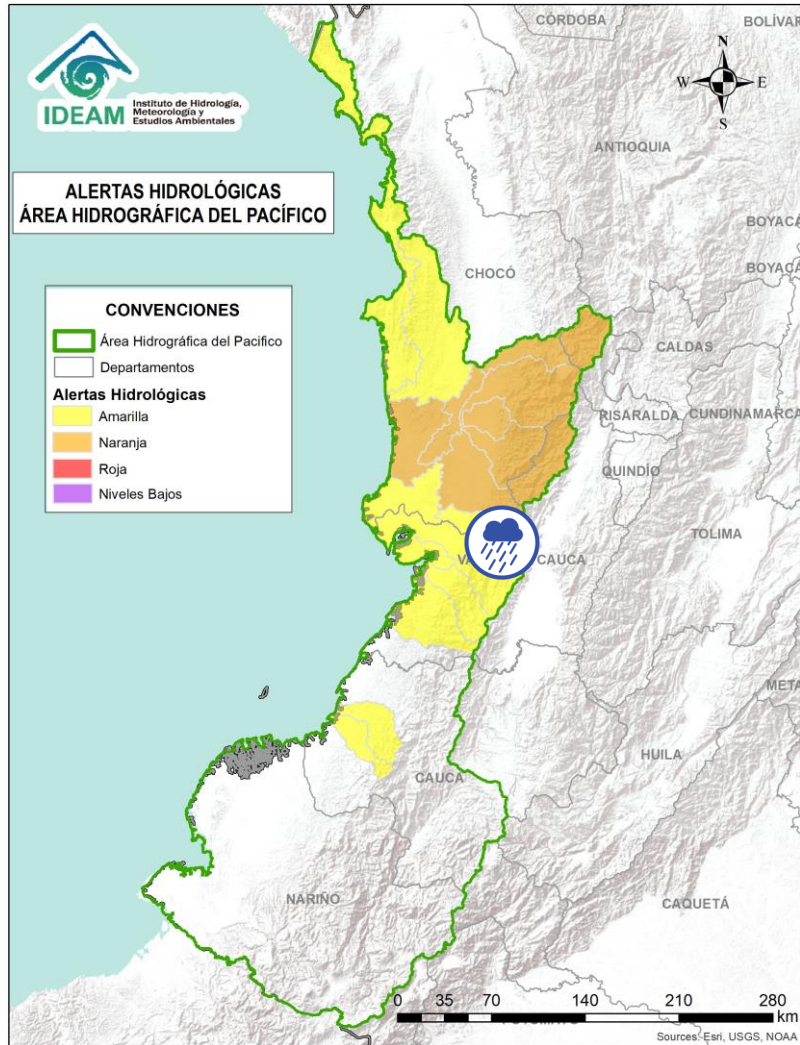 IDEAM
Instituto de Hidrología,
Meteorología y
Estudios Ambientales
ALERTAS HIDROLÓGICAS
ÁREA HIDROGRÁFICA DEL PACÍFICO
CONVENCIONES
Área Hidrográfica del Pacifico
Departamentos
Alertas Hidrológicas
Amarilla
Naranja
Roja
Niveles Bajos
N
W E
S
CÓRDOBA
BOLÍVAR
ANTIOQUIA
BOYACÁ
BOYACÁ
CHOCÓ
CALDAS
RISARALDA
CUNDINAMARCA
QUINDÍO
TOLIMA
CAUCA
META
HUILA
CAUCA
NARIÑO
CAQUETÁ
0 35 70 140 210 280
km
Sources: Esri, USGS, NOAA